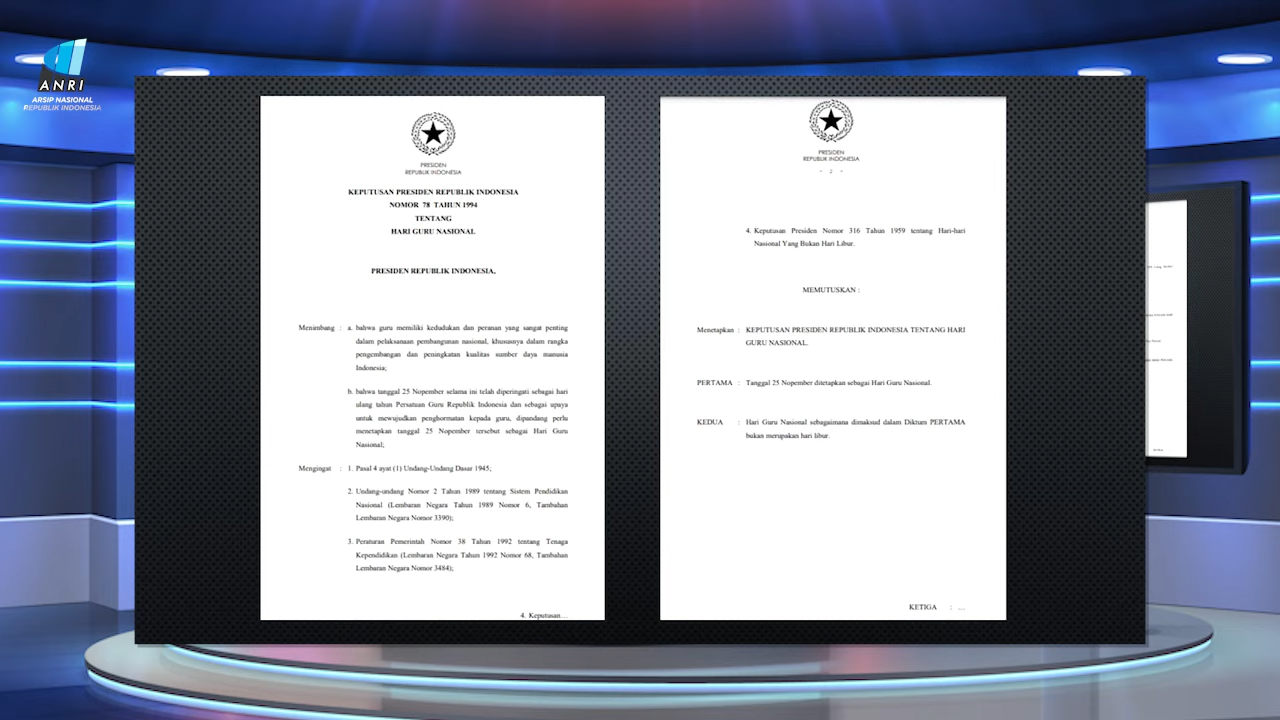 ANRI
ARSIP NASIONAL
REPUBLIK INDONESIA
PRESIDEN
REPUBLIK INDONESIA
KEPUTUSAN PRESIDEN REPUBLIK INDONESIA
NOMOR 78 TAHUN 1994
TENTANG
HARI GURU NASIONAL
PRESIDEN REPUBLIK INDONESIA,
Menimbang : a. bahwa guru memiliki kedudukan dan peranan yang sangat penting
dalam pelaksanaan pembangunan nasional, khususnya dalam rangka
pengembangan dan peningkatan kualitas sumber daya manusia
Indonesia;
b. bahwa tanggal 25 Nopember selama ini telah diperingati sebagai hari
ulang tahun Persatuan Guru Republik Indonesia dan sebagai upaya
untuk mewujudkan penghormatan kepada guru, dipandang perlu
menetapkan tanggal 25 Nopember tersebut sebagai Hari Guru
Nasional;
Mengingat : 1. Pasal 4 ayat (1) Undang-Undang Dasar 1945;
2. Undang-undang Nomor 2 Tahun 1989 tentang Sistem Pendidikan
Nasional (Lembaran Negara Tahun 1989 Nomor 6, Tambahan
Lembaran Negara Nomor 3390);
3. Peraturan Pemerintah Nomor 38 Tahun 1992 tentang Tenaga
Kependidikan (Lembaran Negara Tahun 1992 Nomor 68, Tambahan
Lembaran Negara Nomor 3484);
4. Keputusan...
PRESIDEN
REPUBLIK INDONESIA
- 2 -
4. Keputusan Presiden Nomor 316 Tahun 1959 tentang Hari-hari
Nasional Yang Bukan Hari Libur.
MEMUTUSKAN :
Menetapkan : KEPUTUSAN PRESIDEN REPUBLIK INDONESIA TENTANG HARI
GURU NASIONAL.
PERTAMA : Tanggal 25 Nopember ditetapkan sebagai Hari Guru Nasional.
KEDUA : Hari Guru Nasional sebagaimana dimaksud dalam Diktum PERTAMA
bukan merupakan hari libur.
KETIGA : ...